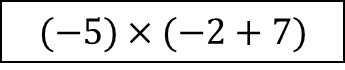 (−5) × (−2 + 7)